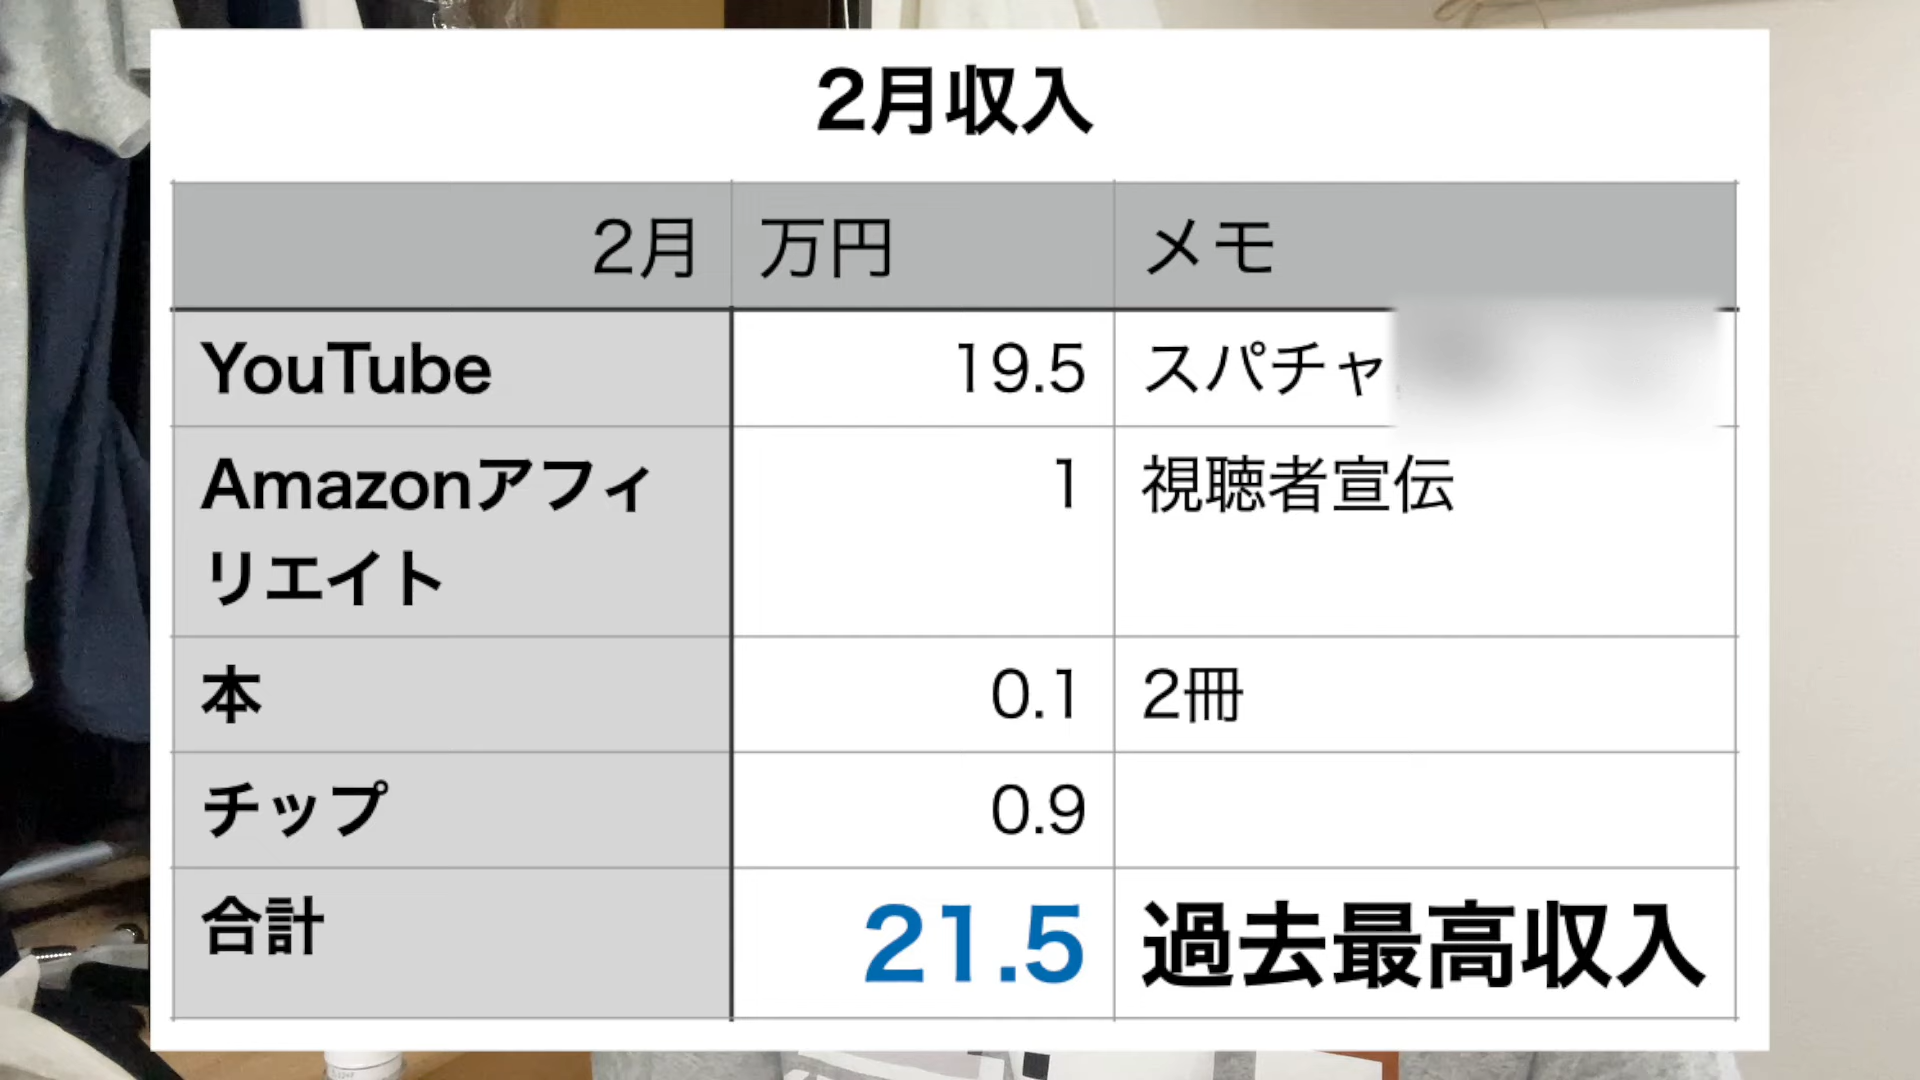 2月収入
2月 万円 メモ
YouTube 19.5 スパチャ
Amazonアフィ 1 視聴者宣伝
リエイト
本 0.1 2冊
チップ 0.9
合計 21.5 過去最高収入